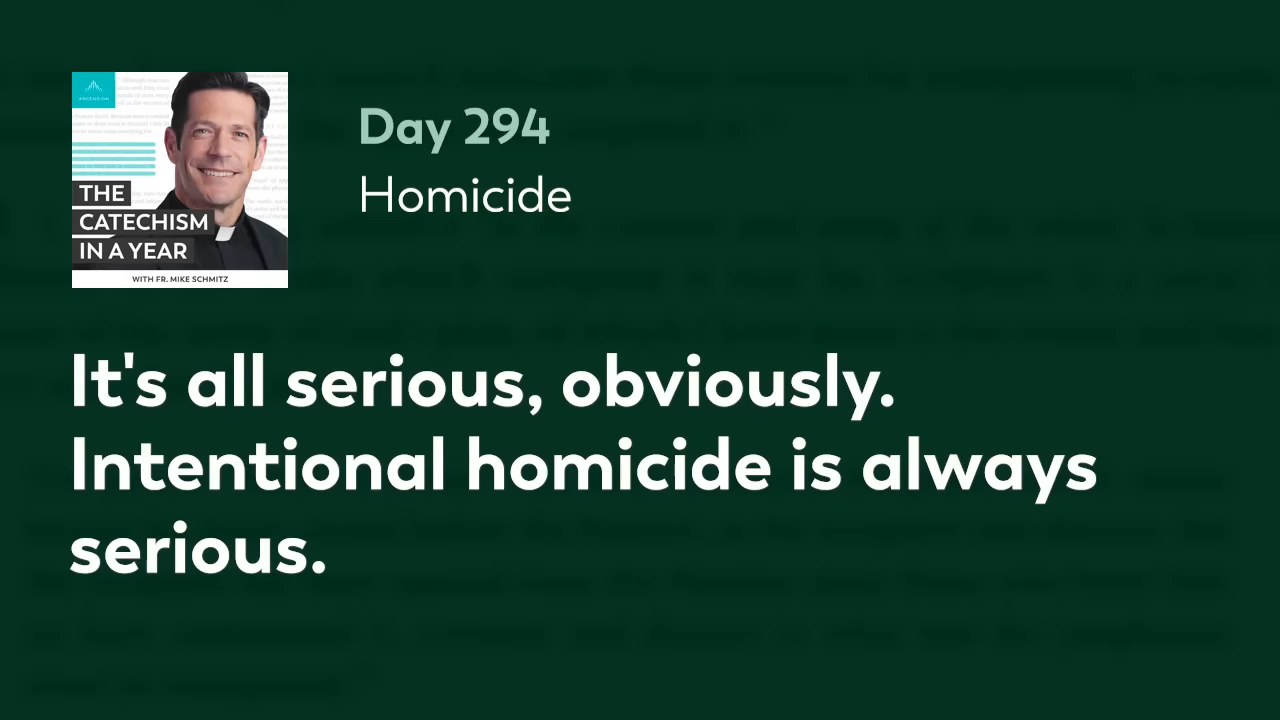 ASCENSION
THE
CATECHISM
IN A YEAR
WITH FR. MIKE SCHMITZ
Day 294
Homicide
It's all serious, obviously.
Intentional homicide is always
serious.